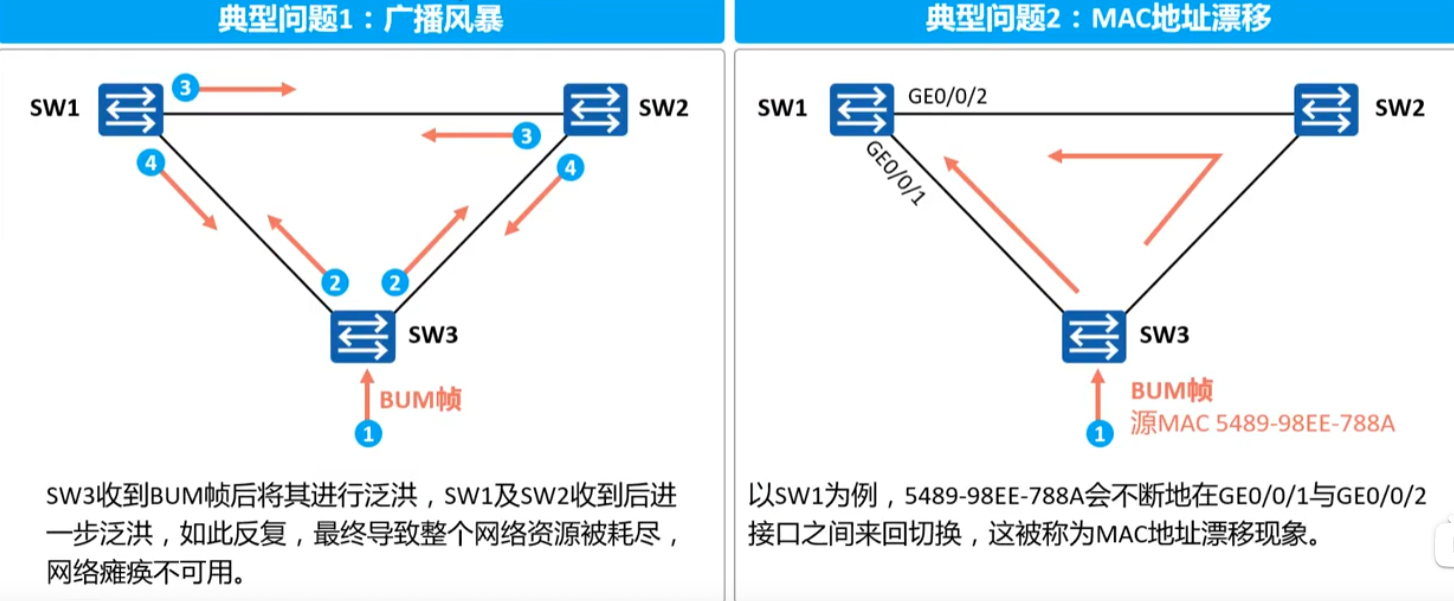 典型问题1：广播风暴
SW1
3
SW2
3
4
4
2
2
SW3
BUM帧
1
SW3收到BUM帧后将其进行泛洪，SW1及SW2收到后进
一步泛洪，如此反复，最终导致整个网络资源被耗尽，
网络瘫痪不可用。
典型问题2：MAC地址漂移
SW1
GE0/0/2
SW2
GE0/0/1
SW3
BUM帧
源MAC 5489-98EE-788A
1
以SW1为例，5489-98EE-788A会不断地在GE0/0/1与GE0/0/2
接口之间来回切换，这被称为MAC地址漂移现象。